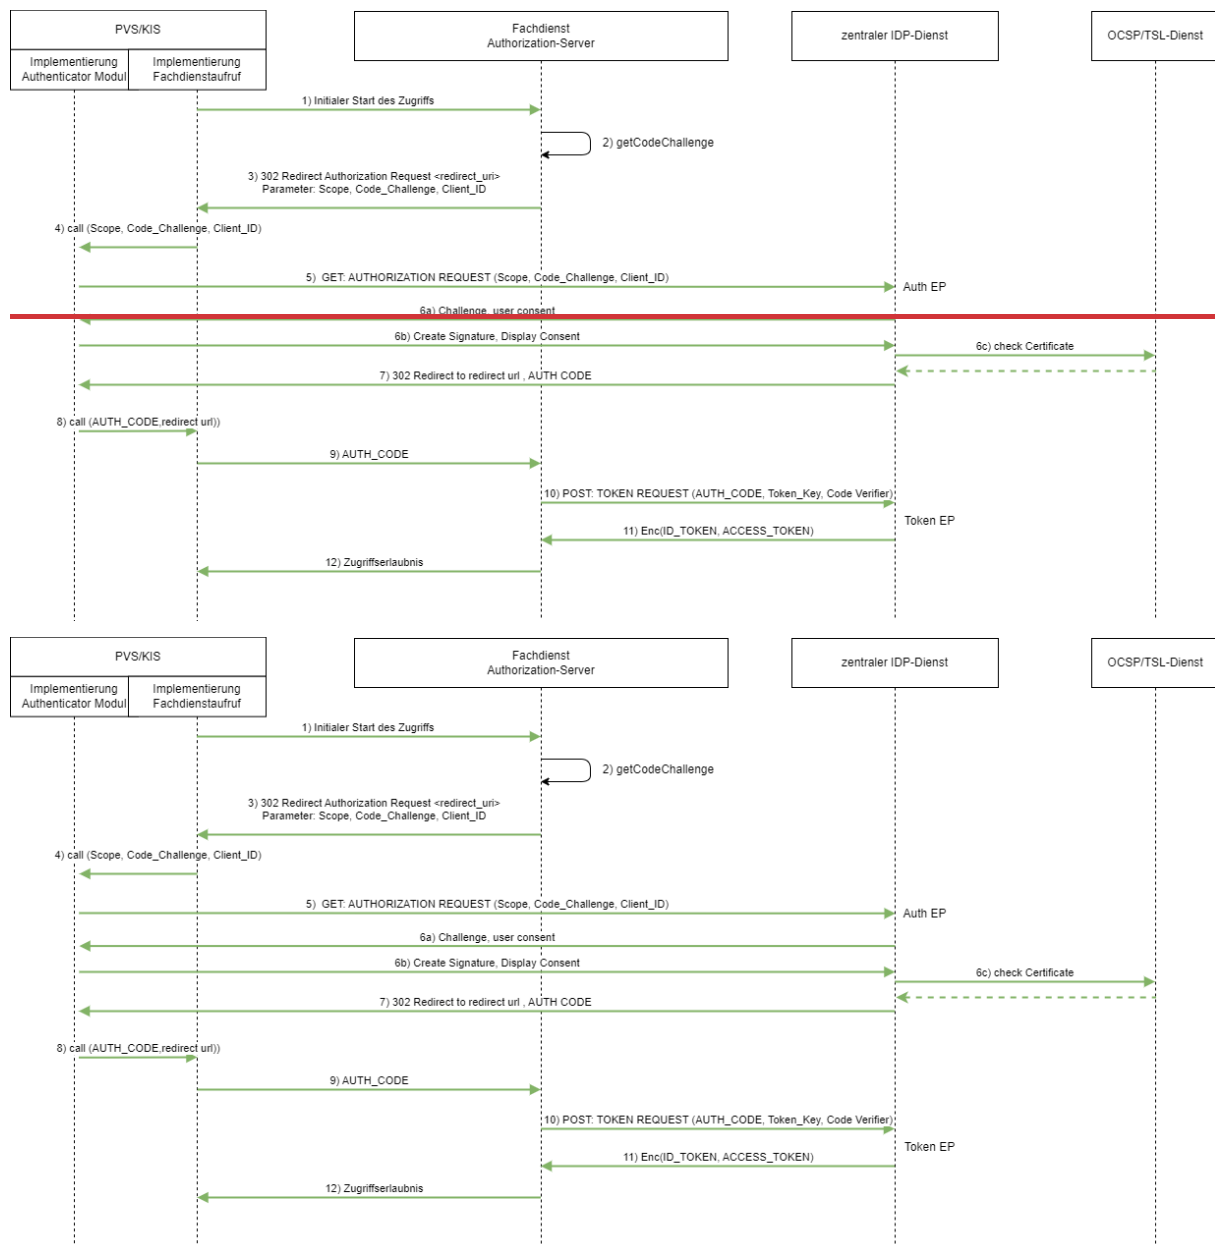 PVS/KIS
Fachdienst
Authorization-Server
zentraler IDP-Dienst
OCSP/TSL-Dienst
Implementierung
Authenticator Modul
Implementierung
Fachdienstaufruf
1) Initialer Start des Zugriffs
2) getCodeChallenge
3) 302 Redirect Authorization Request <redirect_uri>
Parameter: Scope, Code_Challenge, Client_ID
4) call (Scope, Code_Challenge, Client_ID)
5) GET: AUTHORIZATION REQUEST (Scope, Code_Challenge, Client_ID)
Auth EP
6a) Challenge, user consent
6b) Create Signature, Display Consent
6c) check Certificate
7) 302 Redirect to redirect url , AUTH CODE
8) call (AUTH_CODE,redirect url))
9) AUTH_CODE
10) POST: TOKEN REQUEST (AUTH_CODE, Token_Key, Code Verifier)
Token EP
11) Enc(ID_TOKEN, ACCESS_TOKEN)
12) Zugriffserlaubnis
PVS/KIS
Fachdienst
Authorization-Server
zentraler IDP-Dienst
OCSP/TSL-Dienst
Implementierung
Authenticator Modul
Implementierung
Fachdienstaufruf
1) Initialer Start des Zugriffs
2) getCodeChallenge
3) 302 Redirect Authorization Request <redirect_uri>
Parameter: Scope, Code_Challenge, Client_ID
4) call (Scope, Code_Challenge, Client_ID)
5) GET: AUTHORIZATION REQUEST (Scope, Code_Challenge, Client_ID)
Auth EP
6a) Challenge, user consent
6b) Create Signature, Display Consent
6c) check Certificate
7) 302 Redirect to redirect url , AUTH CODE
8) call (AUTH_CODE,redirect url))
9) AUTH_CODE
10) POST: TOKEN REQUEST (AUTH_CODE, Token_Key, Code Verifier)
Token EP
11) Enc(ID_TOKEN, ACCESS_TOKEN)
12) Zugriffserlaubnis